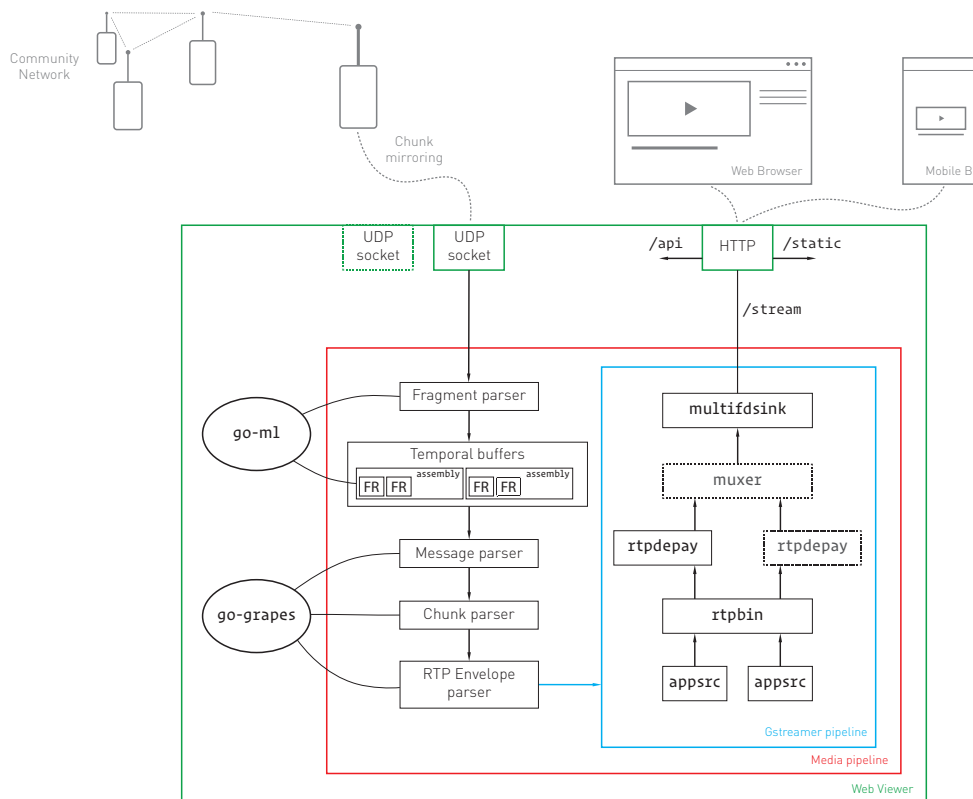 Community
Network
Chunk
mirroring
Web Browser
Mobile B
UDP
socket
UDP
socket
/api
HTTP
/static
/stream
Fragment parser
go-ml
Temporal buffers
assembly
FR FR
assembly
FR FR
Message parser
go-grapes
Chunk parser
RTP Envelope
parser
multifdsink
muxer
rtpdepay
rtpdepay
rtpbin
appsrc
appsrc
Gstreamer pipeline
Media pipeline
Web Viewer